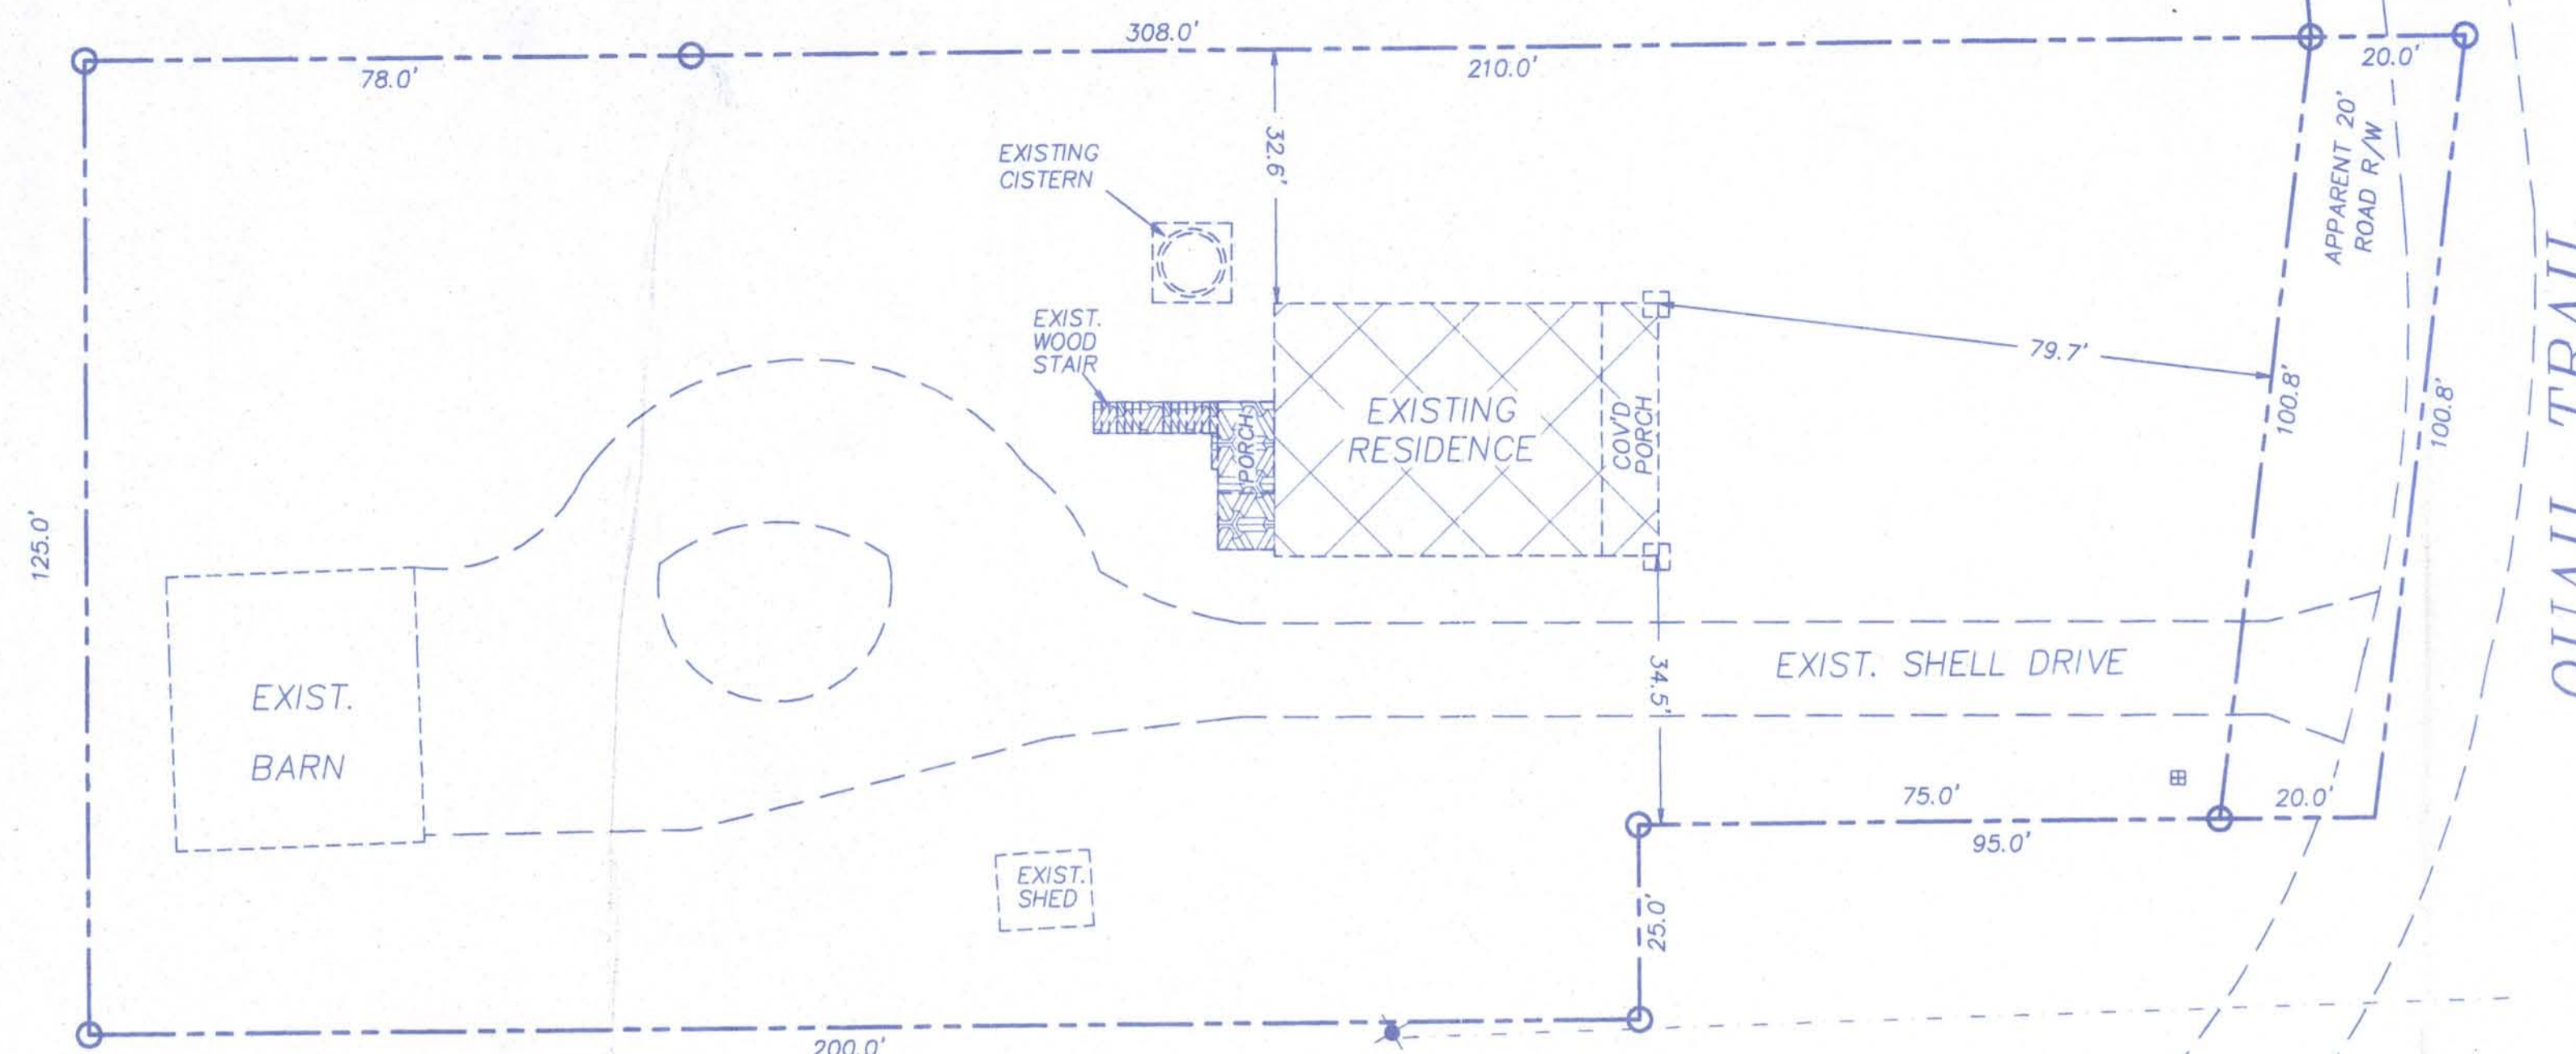 308.0'
78.0'
210.0'
20.0'
APPARENT 20'
ROAD R/W
EXISTING
CISTERN
32.6'
EXIST.
WOOD
STAIR
79.7'
100.8'
100.8'
PORCH
EXISTING
RESIDENCE
COV'D
PORCH
QUAIL TRAIL
125.0'
EXIST.
BARN
34.5'
EXIST. SHELL DRIVE
75.0'
20.0'
95.0'
EXIST.
SHED
25.0'
200.0'